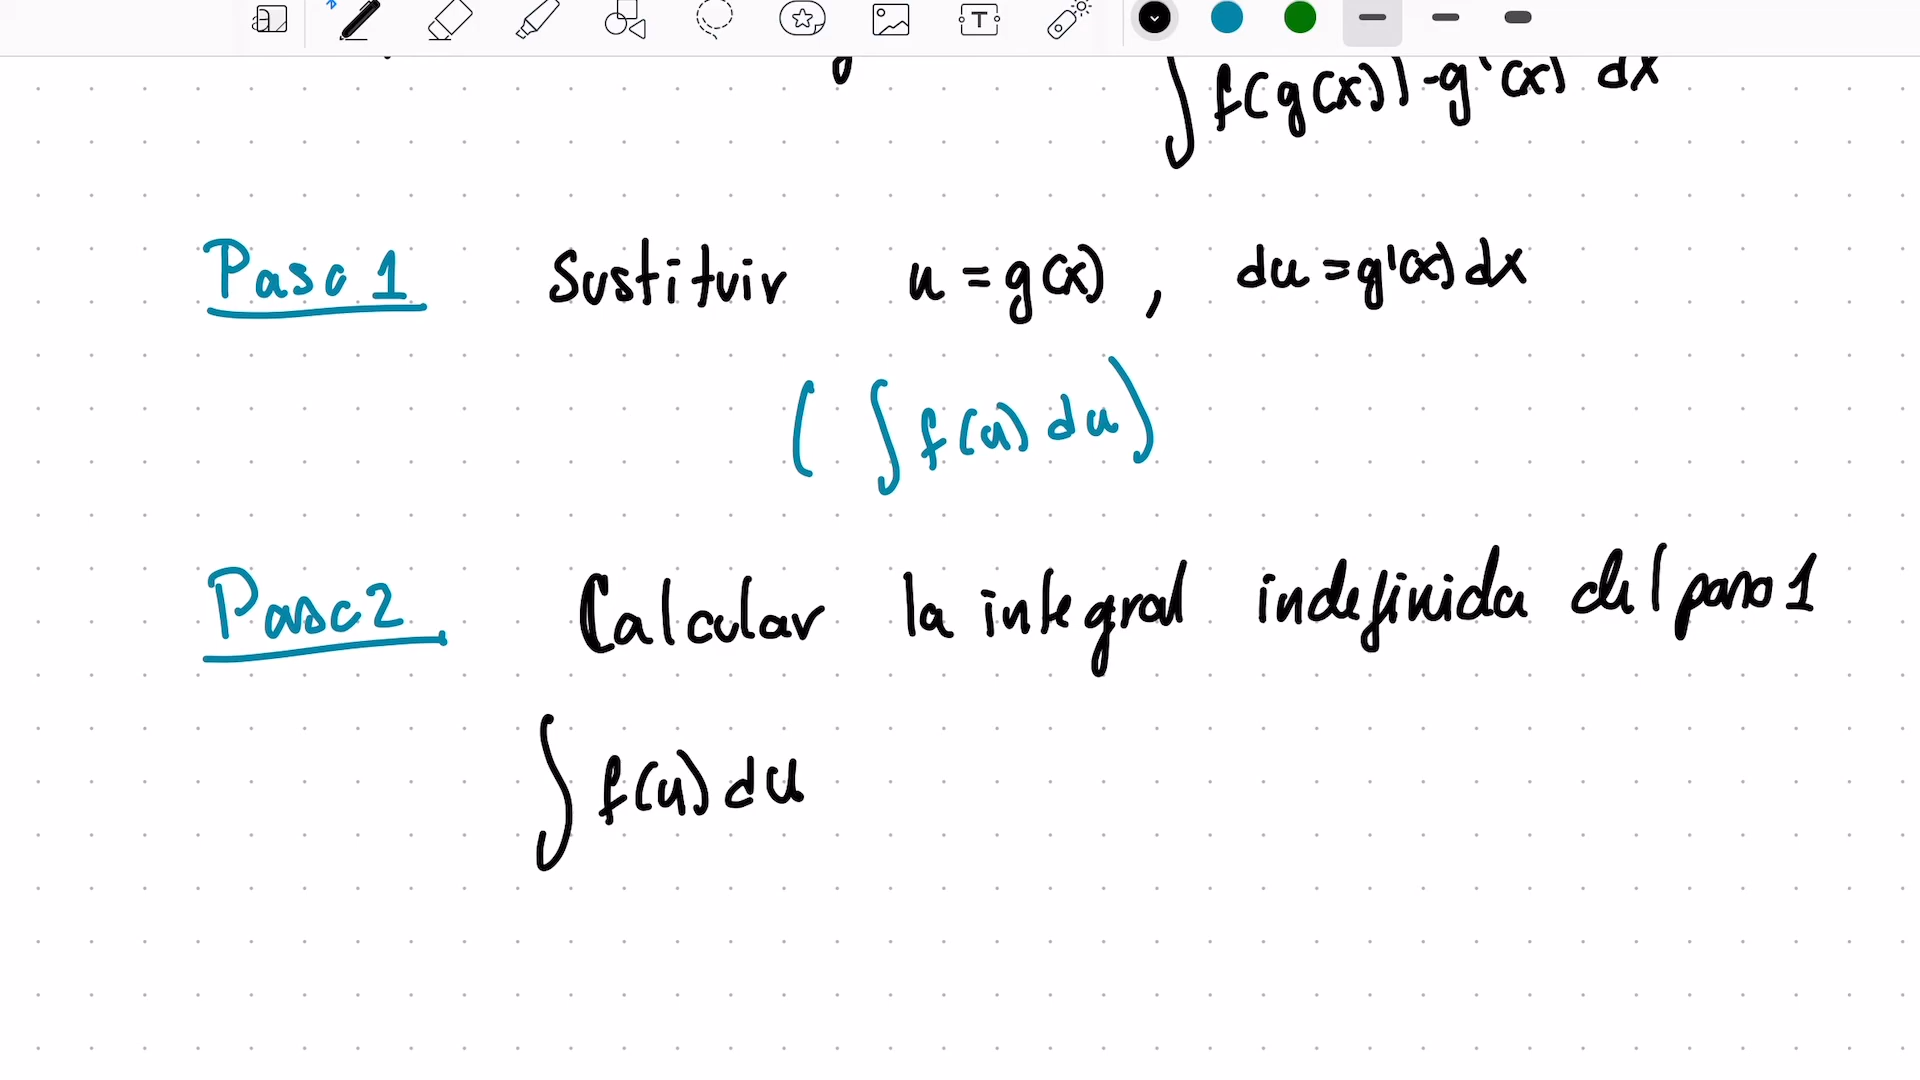 ∫ f(g(x))·g'(x) dx
Paso 1 Sustituir u = g(x) , du = g'(x) dx
( ∫ f(u) du )
Paso 2 Calcular la integral indefinida del paso 1
∫ f(u) du